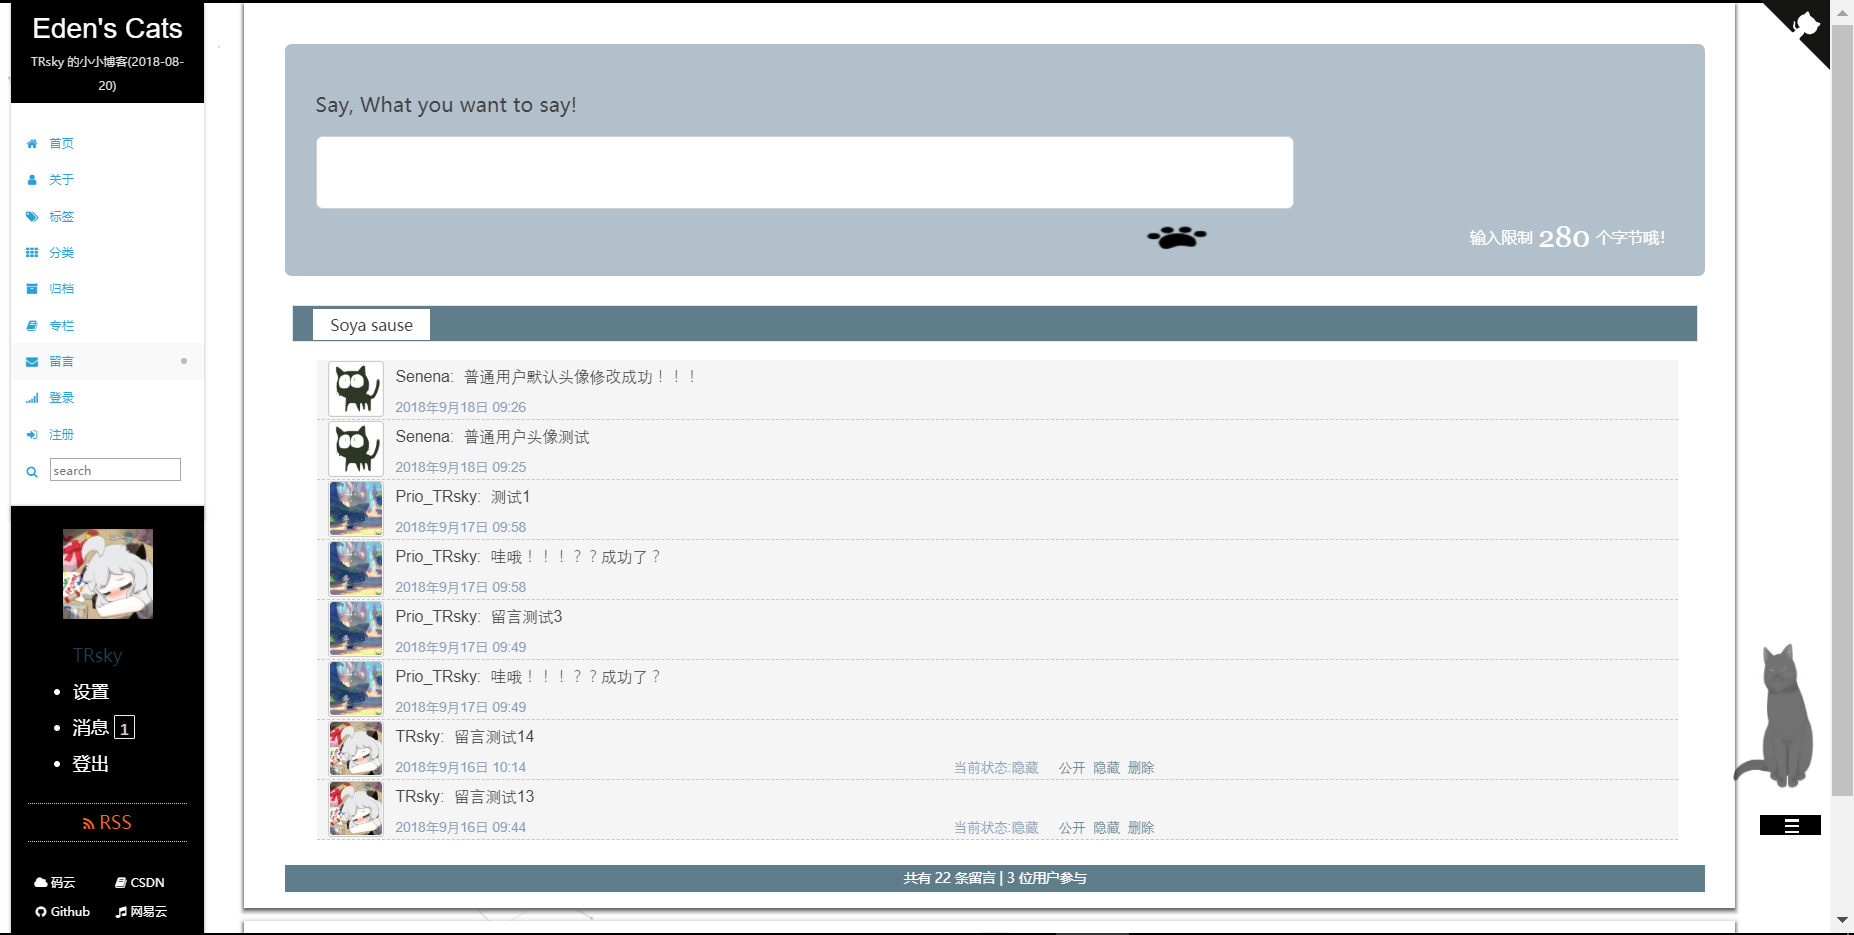 Eden's Cats
TRsky 的小小博客(2018-08-
20)
首页
关于
标签
分类
归档
专栏
留言
登录
注册
search
TRsky
设置
消息 1
登出
RSS
码云 CSDN
Github 网易云
Say, What you want to say!
输入限制 280 个字节哦!
Soya sause
Senena: 普通用户默认头像修改成功！！！
2018年9月18日 09:26
Senena: 普通用户头像测试
2018年9月18日 09:25
Prio_TRsky: 测试1
2018年9月17日 09:58
Prio_TRsky: 哇哦！！！？？成功了？
2018年9月17日 09:58
Prio_TRsky: 留言测试3
2018年9月17日 09:49
Prio_TRsky: 哇哦！！！？？成功了？
2018年9月17日 09:49
TRsky: 留言测试14
2018年9月16日 10:14 当前状态:隐藏 公开 隐藏 删除
TRsky: 留言测试13
2018年9月16日 09:44 当前状态:隐藏 公开 隐藏 删除
共有 22 条留言 | 3 位用户参与